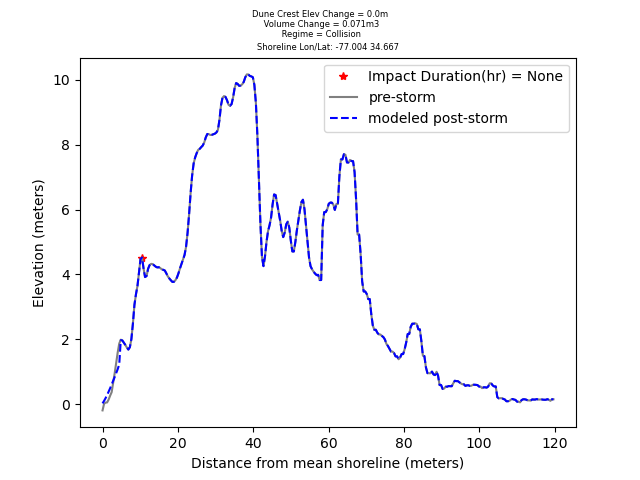 Dune Crest Elev Change = 0.0m
Volume Change = 0.071m3
Regime = Collision
Shoreline Lon/Lat: -77.004 34.667
Impact Duration(hr) = None
pre-storm
modeled post-storm
Elevation (meters)
10
8
6
4
2
0
0 20 40 60 80 100 120
Distance from mean shoreline (meters)